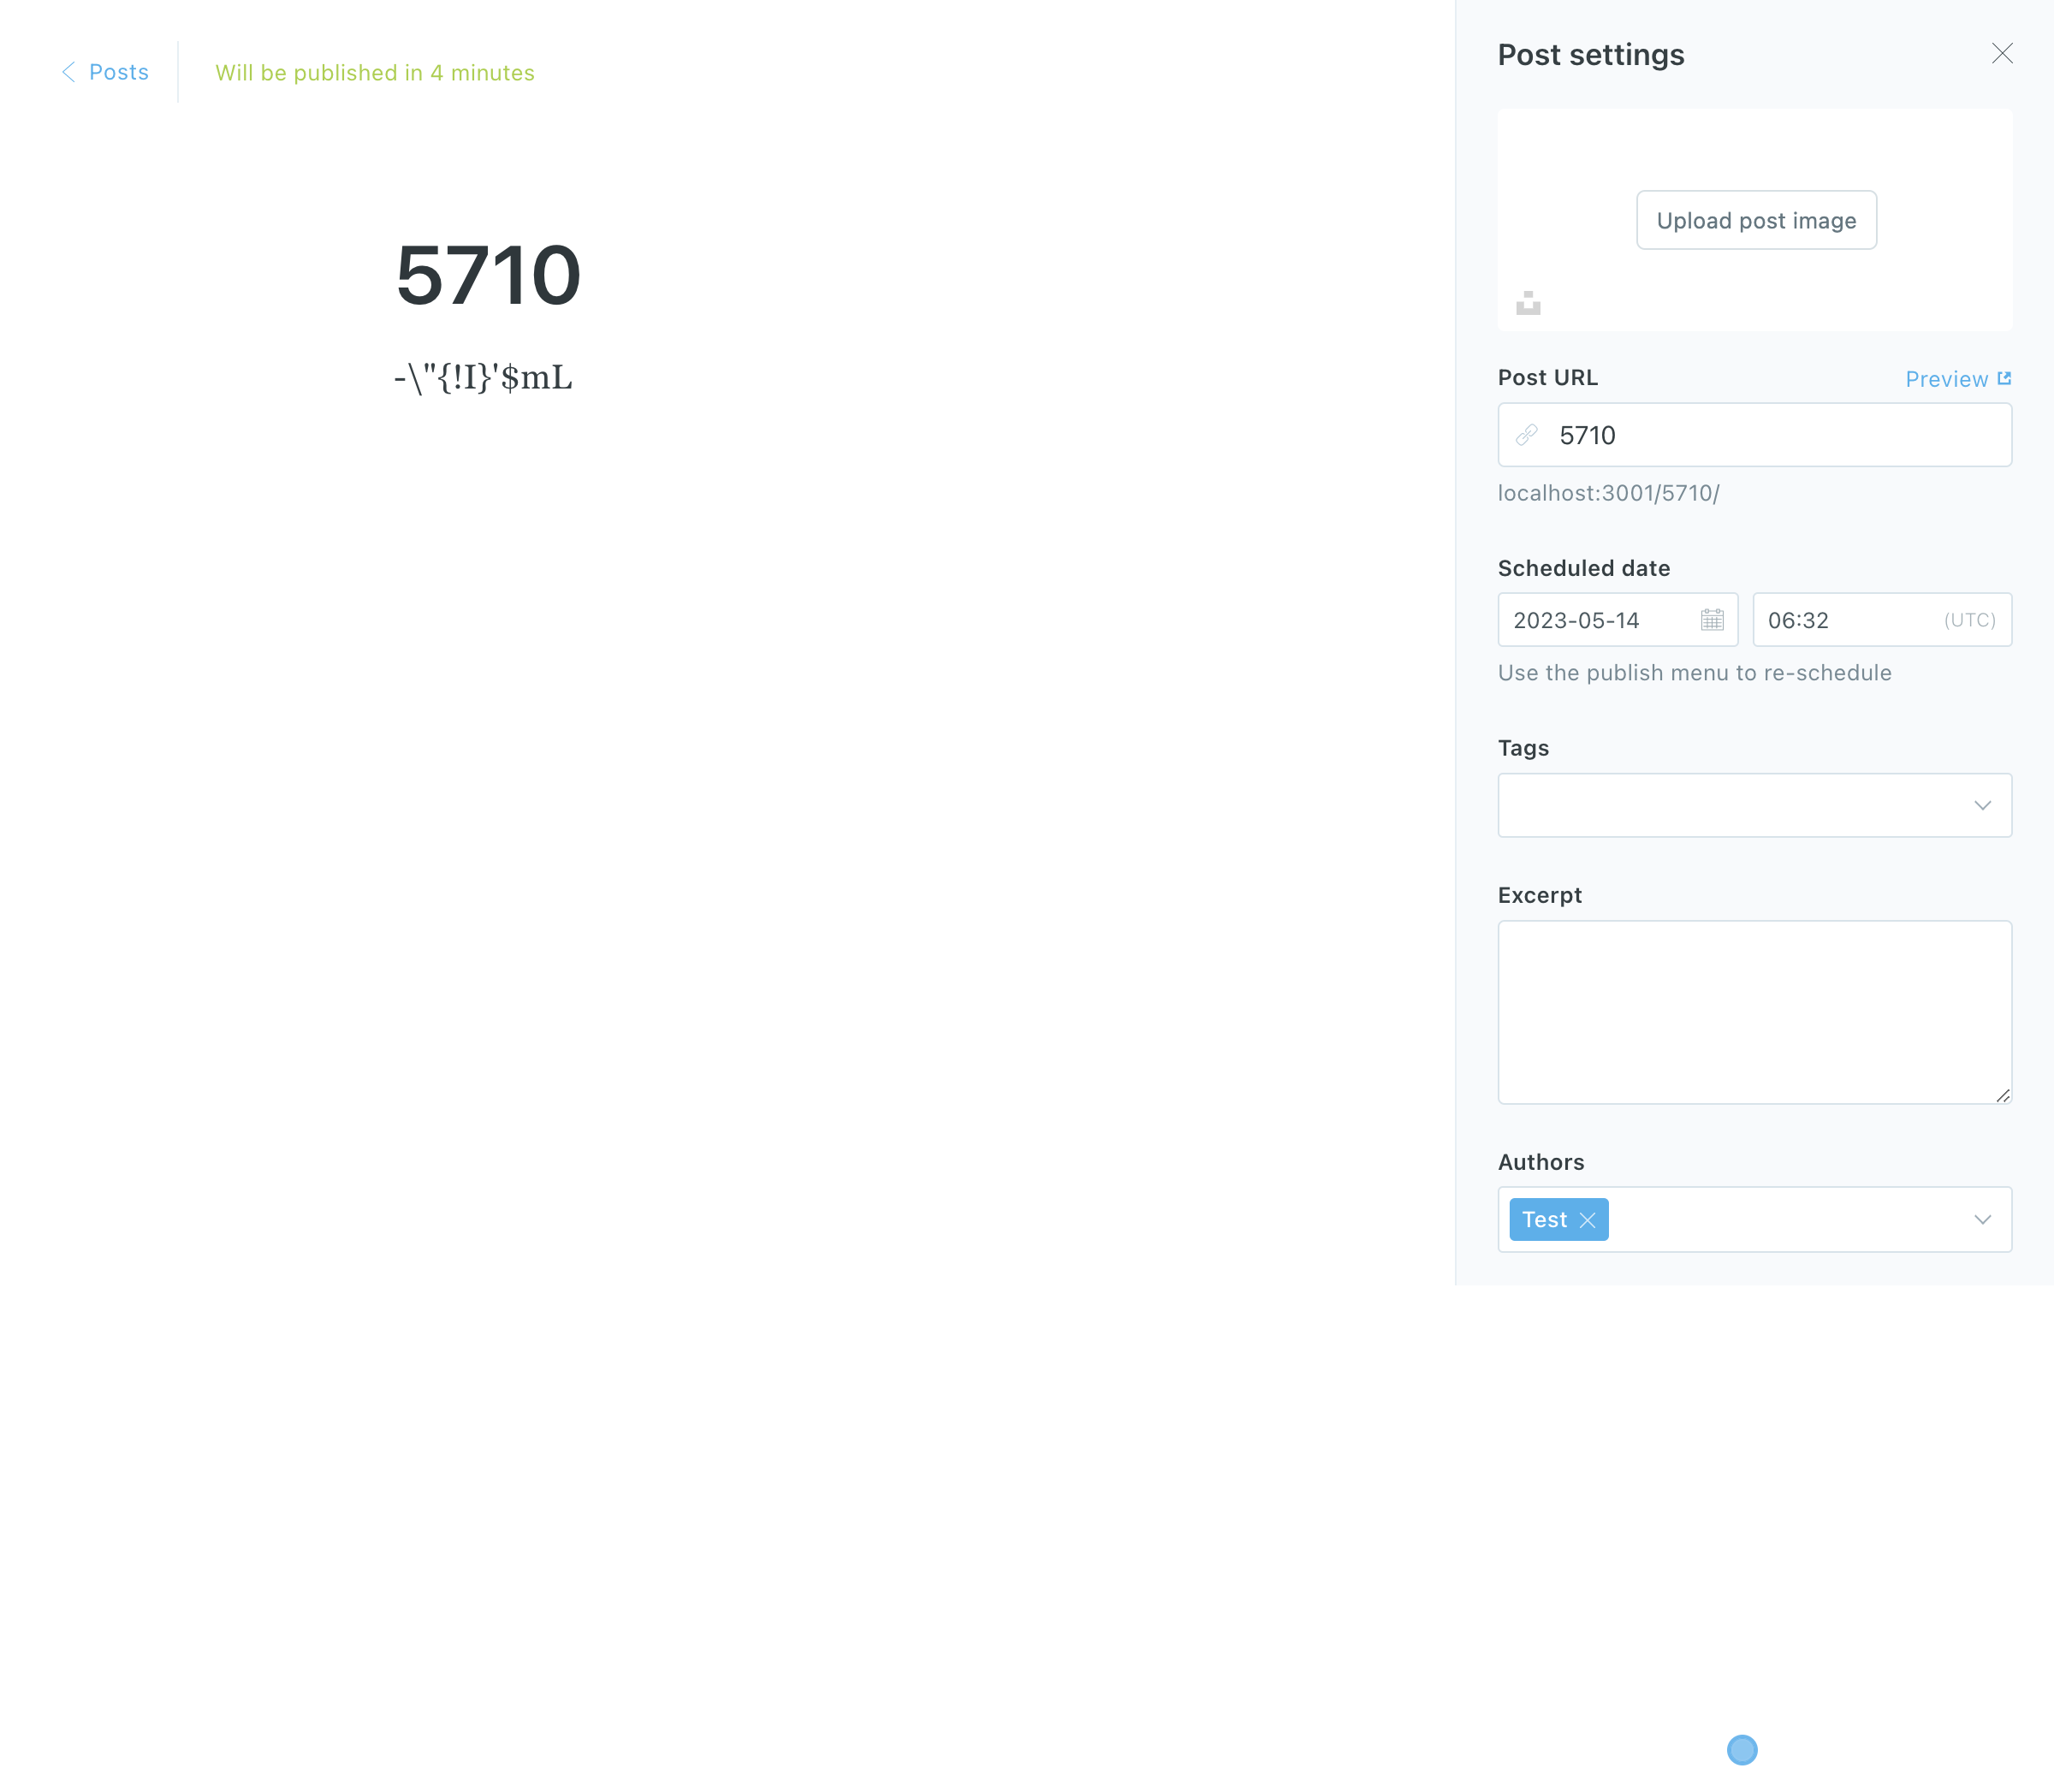 Posts
Will be published in 4 minutes
5710
-\"{!I}'$mL
Post settings
Upload post image
Post URL
Preview
5710
localhost:3001/5710/
Scheduled date
2023-05-14
06:32
(UTC)
Use the publish menu to re-schedule
Tags
Excerpt
Authors
Test